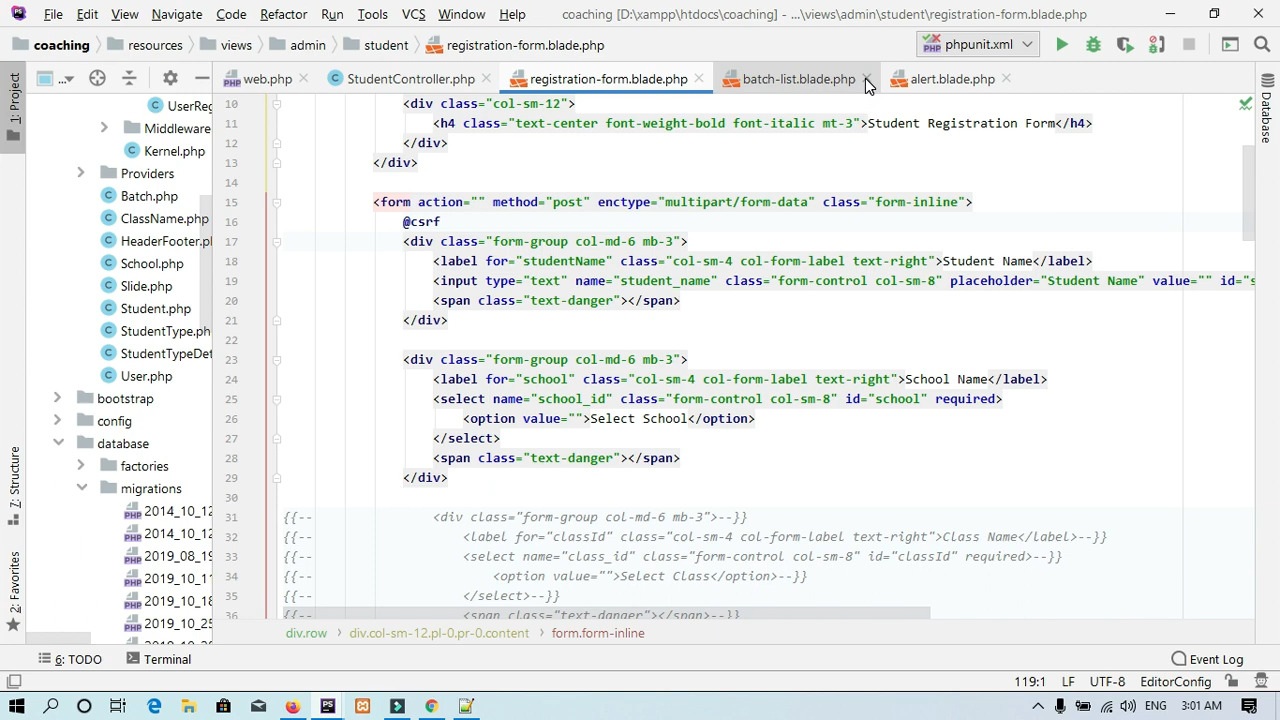 File Edit View Navigate Code Refactor Run Tools VCS Window Help coaching [D:\xampp\htdocs\coaching] - ...\views\admin\student\registration-form.blade.php
coaching resources views admin student registration-form.blade.php phpunit.xml
web.php StudentController.php registration-form.blade.php batch-list.blade.php alert.blade.php
1: Project
7: Structure
2: Favorites
Database
UserReg
Middleware
Kernel.php
Providers
Batch.php
ClassName.php
HeaderFooter.p
School.php
Slide.php
Student.php
StudentType.ph
StudentTypeDet
User.php
bootstrap
config
database
factories
migrations
2014_10_12
2014_10_12
2019_08_19
2019_10_11
2019_10_18
2019_10_25
10 <div class="col-sm-12">
11 <h4 class="text-center font-weight-bold font-italic mt-3">Student Registration Form</h4>
12 </div>
13 </div>
14
15 <form action="" method="post" enctype="multipart/form-data" class="form-inline">
16 @csrf
17 <div class="form-group col-md-6 mb-3">
18 <label for="studentName" class="col-sm-4 col-form-label text-right">Student Name</label>
19 <input type="text" name="student_name" class="form-control col-sm-8" placeholder="Student Name" value="" id="s
20 <span class="text-danger"></span>
21 </div>
22
23 <div class="form-group col-md-6 mb-3">
24 <label for="school" class="col-sm-4 col-form-label text-right">School Name</label>
25 <select name="school_id" class="form-control col-sm-8" id="school" required>
26 <option value="">Select School</option>
27 </select>
28 <span class="text-danger"></span>
29 </div>
30
31 {{-- <div class="form-group col-md-6 mb-3">--}}
32 {{-- <label for="classId" class="col-sm-4 col-form-label text-right">Class Name</label>--}}
33 {{-- <select name="class_id" class="form-control col-sm-8" id="classId" required>--}}
34 {{-- <option value="">Select Class</option>--}}
35 {{-- </select>--}}
36 {{-- <span class="text-danger"></span>--}}
div.row div.col-sm-12.pl-0.pr-0.content form.form-inline
6: TODO Terminal Event Log
119:1 LF UTF-8 EditorConfig
ENG 3:01 AM